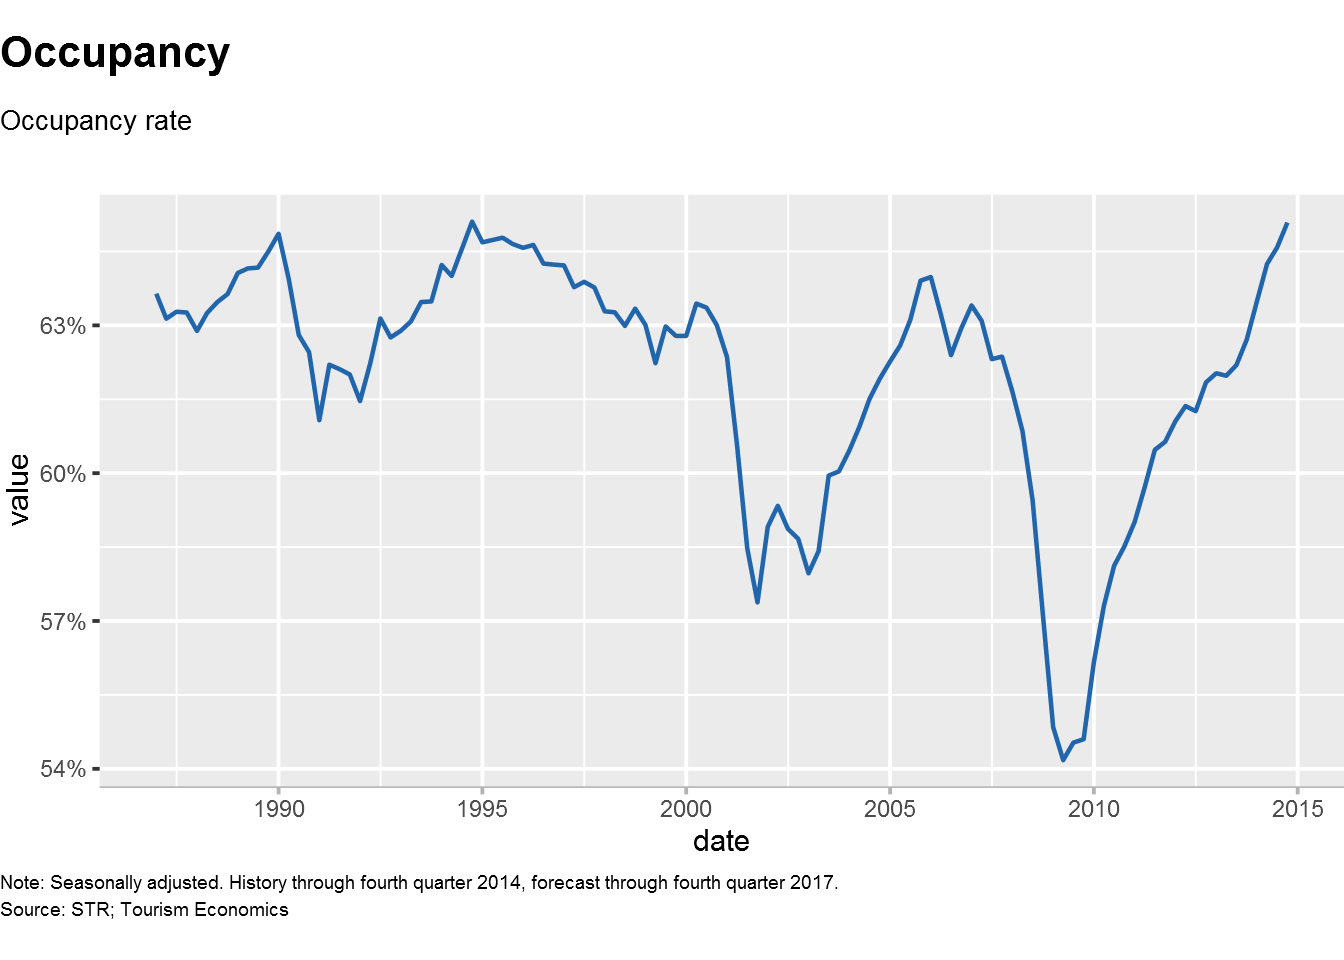 Occupancy
Occupancy rate
63%
60%
57%
54%
value
1990 1995 2000 2005 2010 2015
date
Note: Seasonally adjusted. History through fourth quarter 2014, forecast through fourth quarter 2017.
Source: STR; Tourism Economics